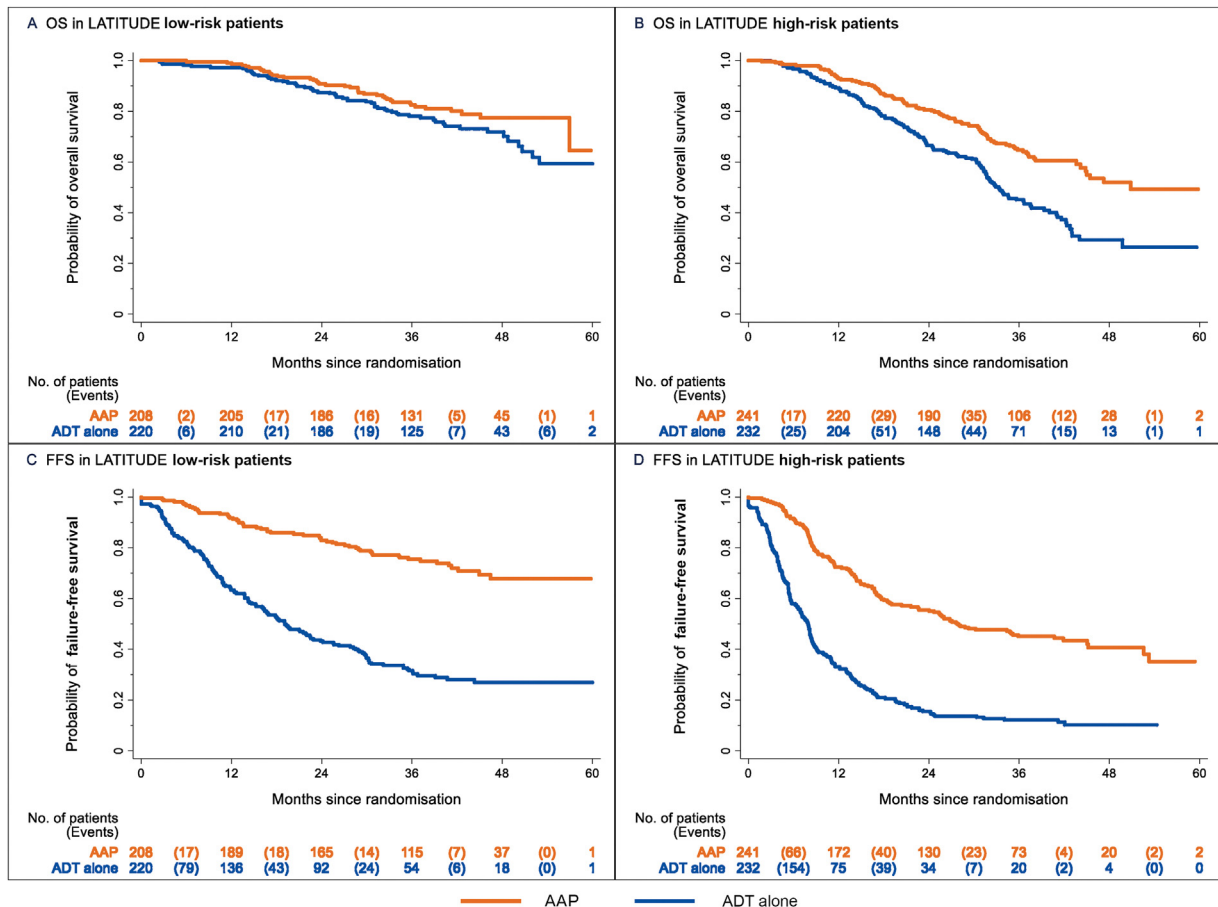 A OS in LATITUDE low-risk patients
Probability of overall survival
1.0
0.8
0.6
0.4
0.2
0
0 12 24 36 48 60
Months since randomisation
No. of patients
(Events)
AAP 208 (2) 205 (17) 186 (16) 131 (5) 45 (1) 1
ADT alone 220 (6) 210 (21) 186 (19) 125 (7) 43 (6) 2
B OS in LATITUDE high-risk patients
Probability of overall survival
1.0
0.8
0.6
0.4
0.2
0
0 12 24 36 48 60
Months since randomisation
No. of patients
(Events)
AAP 241 (17) 220 (29) 190 (35) 106 (12) 28 (1) 2
ADT alone 232 (25) 204 (51) 148 (44) 71 (15) 13 (1) 1
C FFS in LATITUDE low-risk patients
Probability of failure-free survival
1.0
0.8
0.6
0.4
0.2
0
0 12 24 36 48 60
Months since randomisation
No. of patients
(Events)
AAP 208 (17) 189 (18) 165 (14) 115 (7) 37 (0) 1
ADT alone 220 (79) 136 (43) 92 (24) 54 (6) 18 (0) 1
D FFS in LATITUDE high-risk patients
Probability of failure-free survival
1.0
0.8
0.6
0.4
0.2
0
0 12 24 36 48 60
Months since randomisation
No. of patients
(Events)
AAP 241 (66) 172 (40) 130 (23) 73 (4) 20 (2) 2
ADT alone 232 (154) 75 (39) 34 (7) 20 (2) 4 (0) 0
AAP ADT alone